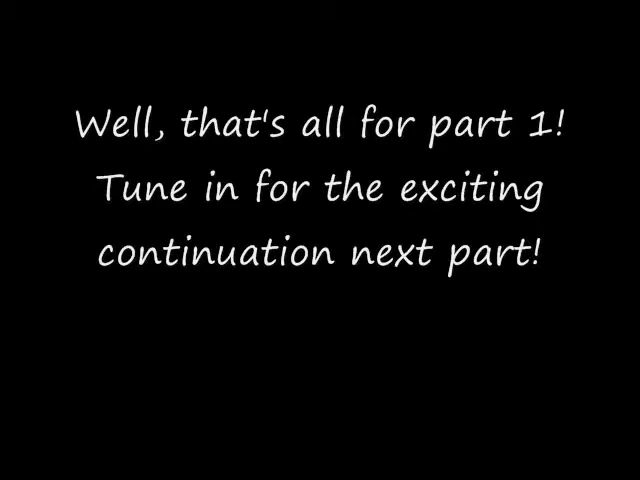 Well, that's all for part 1!
Tune in for the exciting
continuation next part!